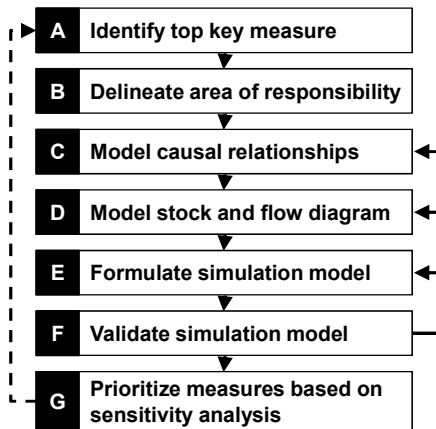 A Identify top key measure
B Delineate area of responsibility
C Model causal relationships
D Model stock and flow diagram
E Formulate simulation model
F Validate simulation model
G Prioritize measures based on
sensitivity analysis